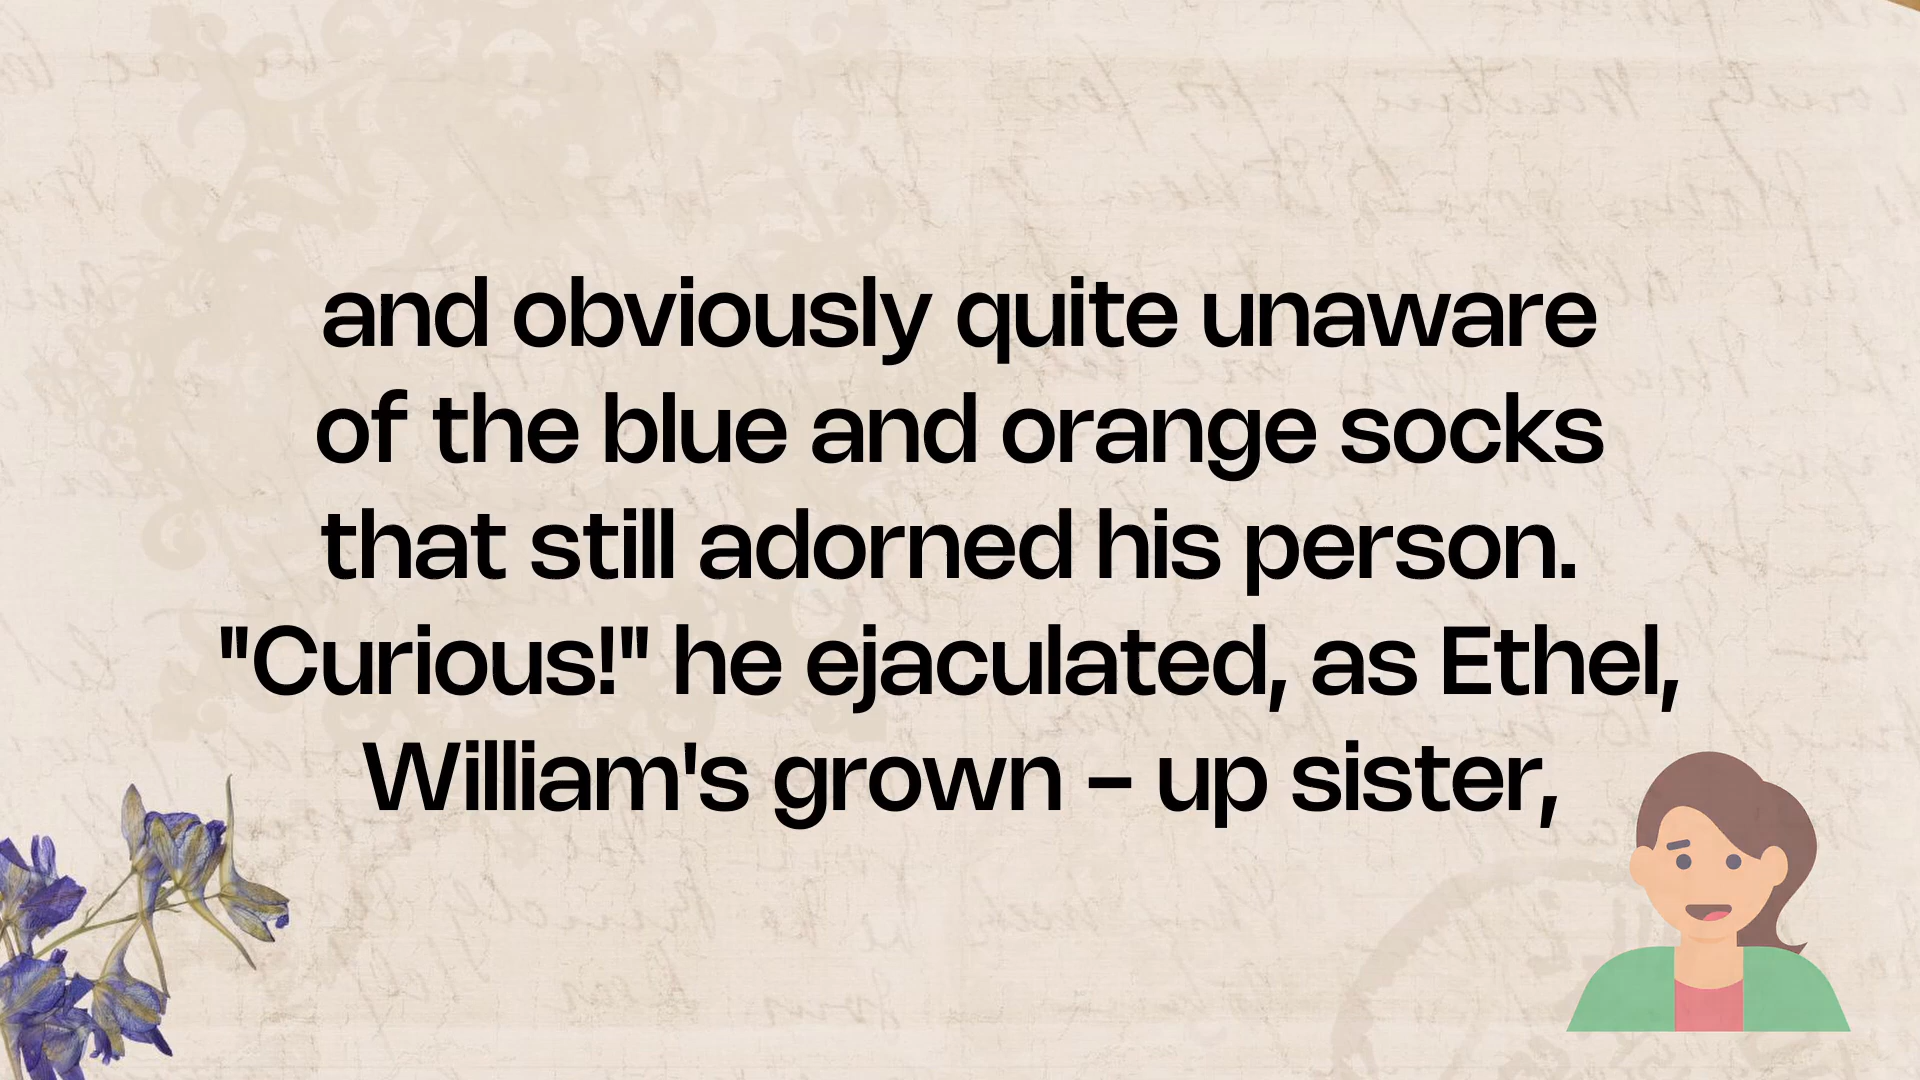 and obviously quite unaware
of the blue and orange socks
that still adorned his person.
"Curious!" he ejaculated, as Ethel,
William's grown - up sister,